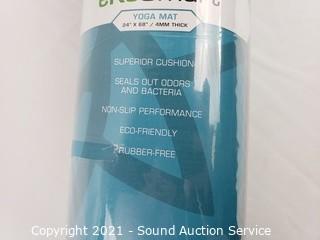 YOGA MAT
24" X 68" / 4MM THICK
SUPERIOR CUSHION
SEALS OUT ODORS
AND BACTERIA
NON-SLIP PERFORMANCE
ECO-FRIENDLY
RUBBER-FREE
Copyright 2021 - Sound Auction Service